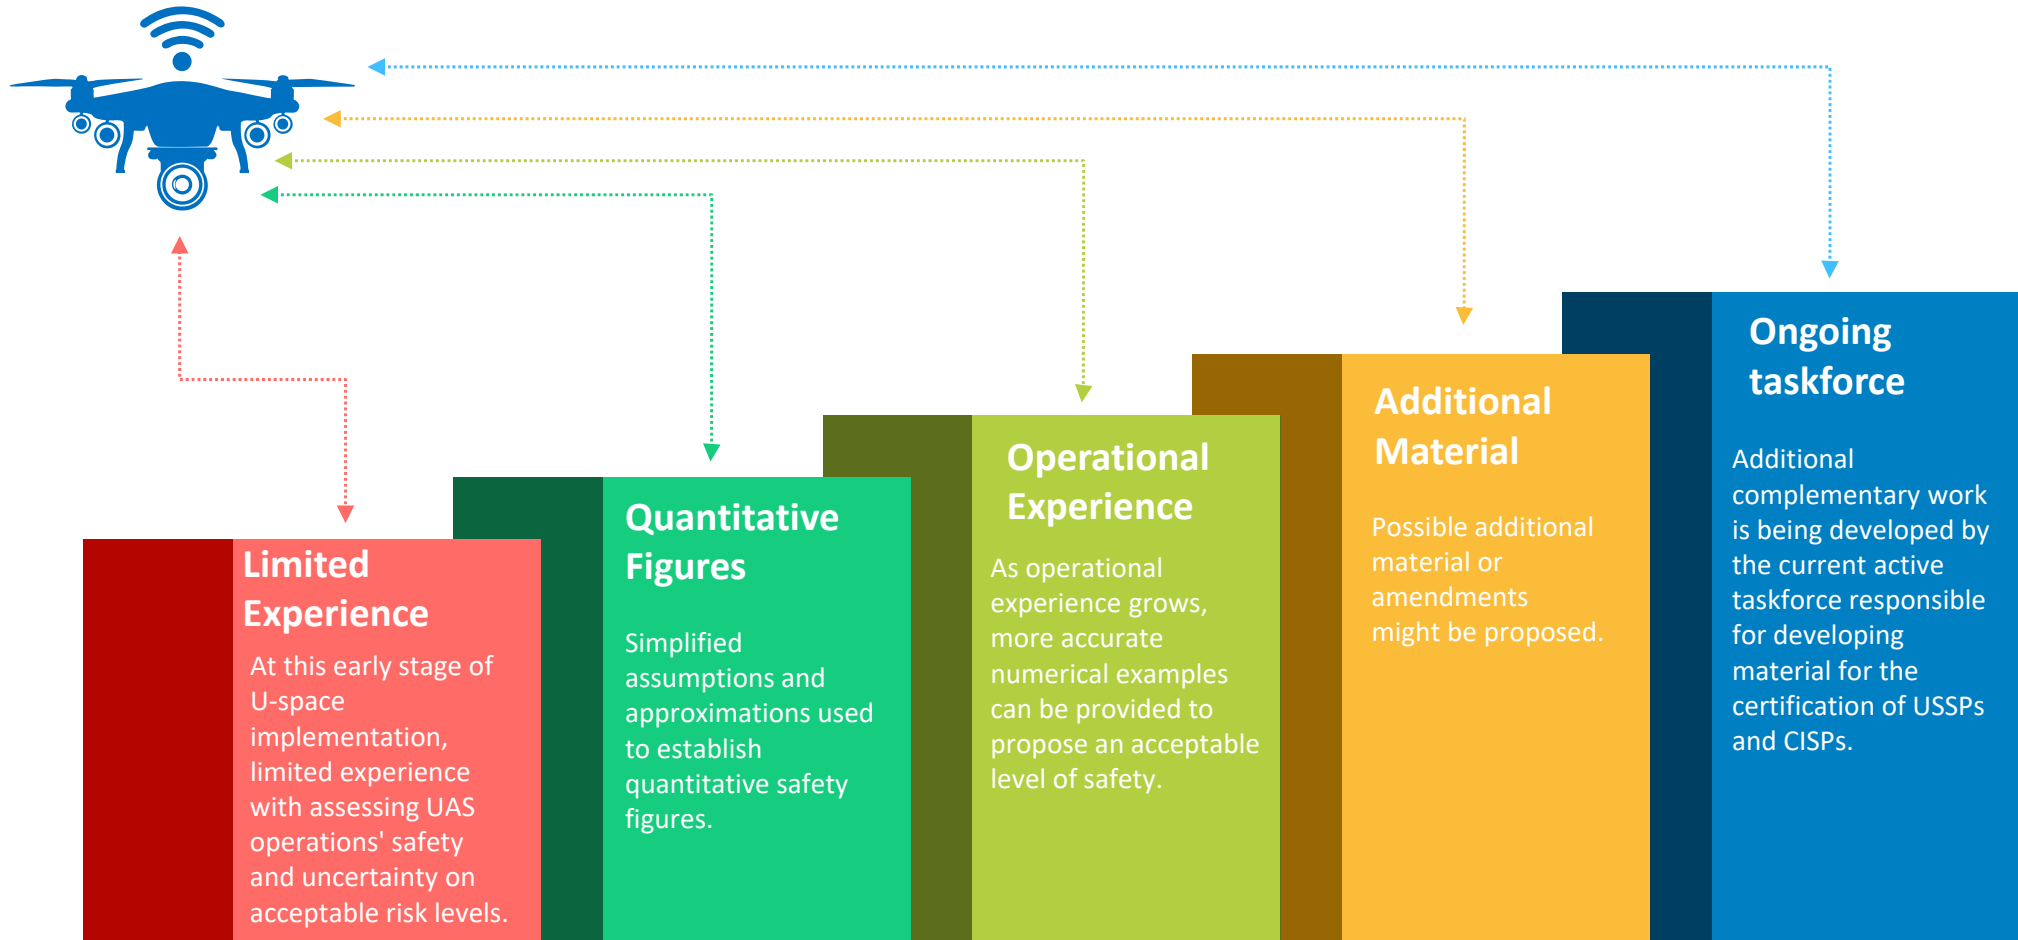 Limited
Experience
At this early stage of
U-space
implementation,
limited experience
with assessing UAS
operations' safety
and uncertainty on
acceptable risk levels.
Quantitative
Figures
Simplified
assumptions and
approximations used
to establish
quantitative safety
figures.
Operational
Experience
As operational
experience grows,
more accurate
numerical examples
can be provided to
propose an acceptable
level of safety.
Additional
Material
Possible additional
material or
amendments
might be proposed.
Ongoing
taskforce
Additional
complementary work
is being developed by
the current active
taskforce responsible
for developing
material for the
certification of USSPs
and CISPs.